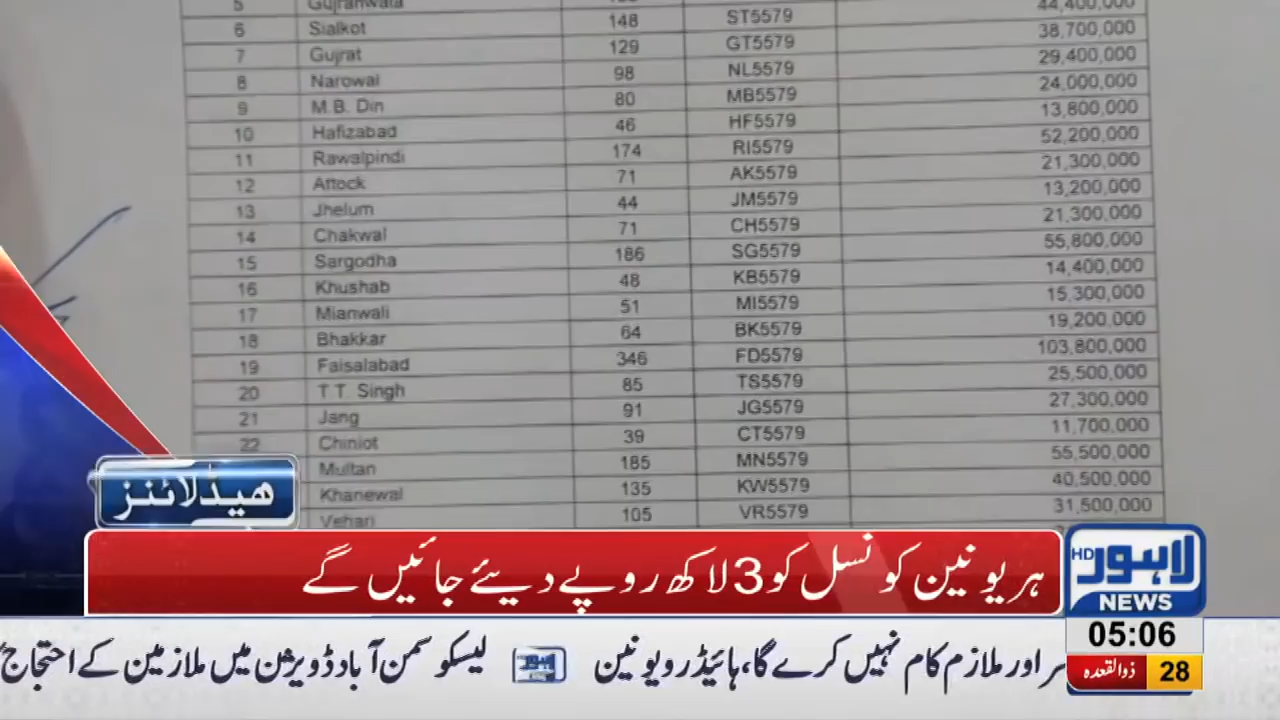 5 Gujranwala
6 Sialkot 148 ST5579 44,400,000
7 Gujrat 129 GT5579 38,700,000
8 Narowal 98 NL5579 29,400,000
9 M.B. Din 80 MB5579 24,000,000
10 Hafizabad 46 HF5579 13,800,000
11 Rawalpindi 174 RI5579 52,200,000
12 Attock 71 AK5579 21,300,000
13 Jhelum 44 JM5579 13,200,000
14 Chakwal 71 CH5579 21,300,000
15 Sargodha 186 SG5579 55,800,000
16 Khushab 48 KB5579 14,400,000
17 Mianwali 51 MI5579 15,300,000
18 Bhakkar 64 BK5579 19,200,000
19 Faisalabad 346 FD5579 103,800,000
20 T T Singh 85 TS5579 25,500,000
21 Jang 91 JG5579 27,300,000
22 Chiniot 39 CT5579 11,700,000
Multan 185 MN5579 55,500,000
Khanewal 135 KW5579 40,500,000
Vehari 105 VR5579 31,500,000
ھیڈلائنز
ہر یونین کونسل کو 3 لاکھ روپے دیئے جائیں گے
لاہور HD
NEWS
05:06
28 ذوالقعدہ
اور ملازم کام نہیں کرے گا، ہائیڈرو یونین لاہور لیسکو سمن آباد ڈویژن میں ملازمین کے احتجاج